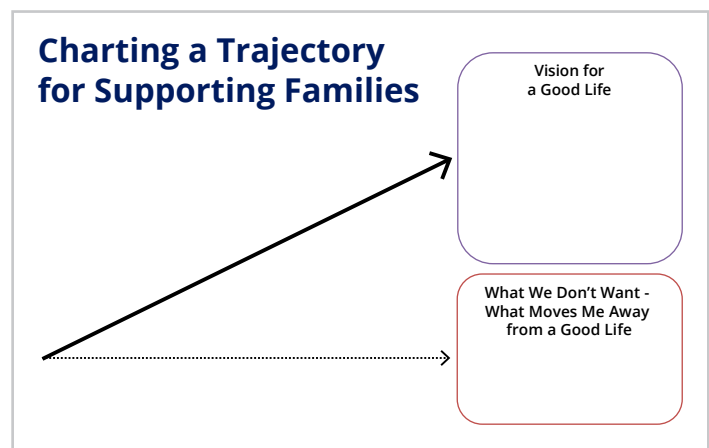 Charting a Trajectory
for Supporting Families
Vision for
a Good Life
What We Don’t Want -
What Moves Me Away
from a Good Life